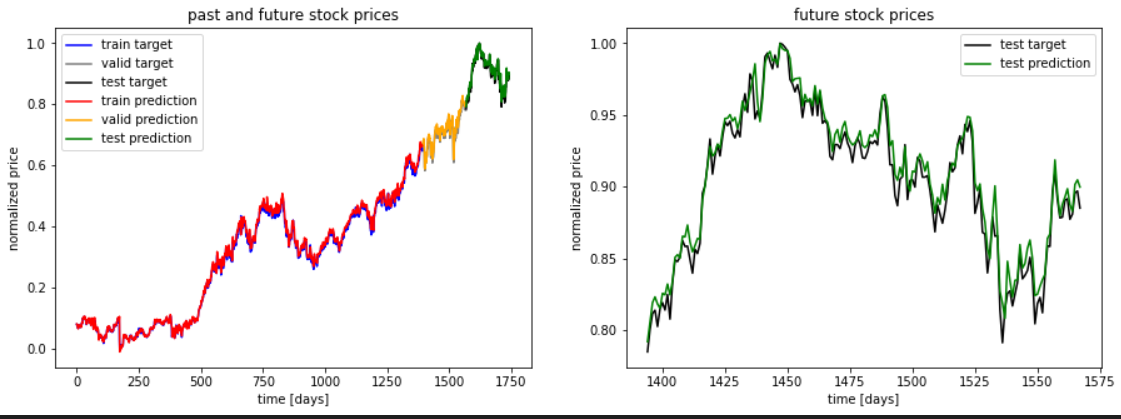 past and future stock prices
1.0
0.8
0.6
0.4
0.2
0.0
normalized price
train target
valid target
test target
train prediction
valid prediction
test prediction
0 250 500 750 1000 1250 1500 1750
time [days]
future stock prices
1.00
0.95
0.90
0.85
0.80
normalized price
test target
test prediction
1400 1425 1450 1475 1500 1525 1550 1575
time [days]